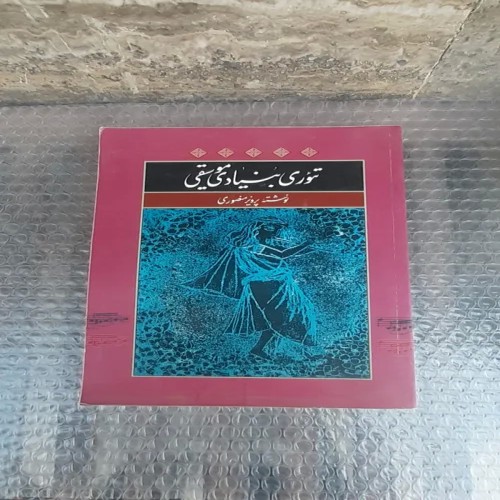 تئوری بنیادی موسیقی
نوشته پرویز منصوری